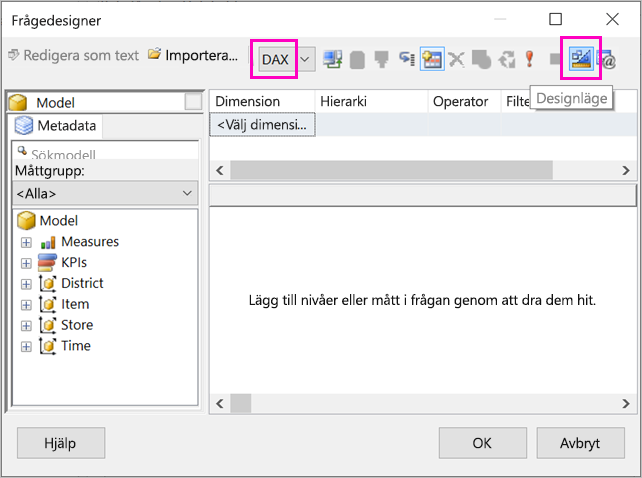 Frågedesigner
Redigera som text Importera... DAX
Designläge
Model
Metadata
Sökmodell
Måttgrupp:
<Alla>
Model
Measures
KPIs
District
Item
Store
Time
Dimension Hierarki Operator Filte
<Välj dimensi...
Lägg till nivåer eller mått i frågan genom att dra dem hit.
Hjälp OK Avbryt